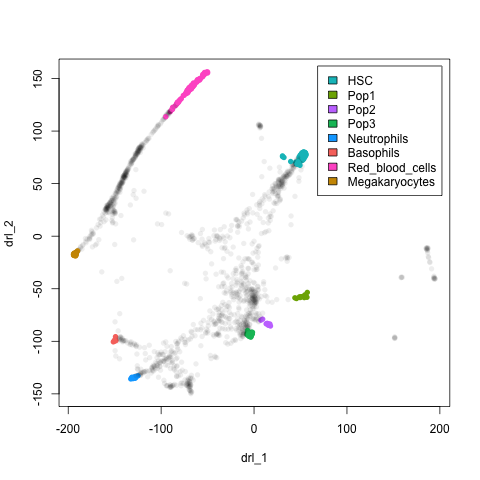 HSC
Pop1
Pop2
Pop3
Neutrophils
Basophils
Red_blood_cells
Megakaryocytes
150
100
50
0
-50
-100
-150
drl_2
-200
-100
0
100
200
drl_1